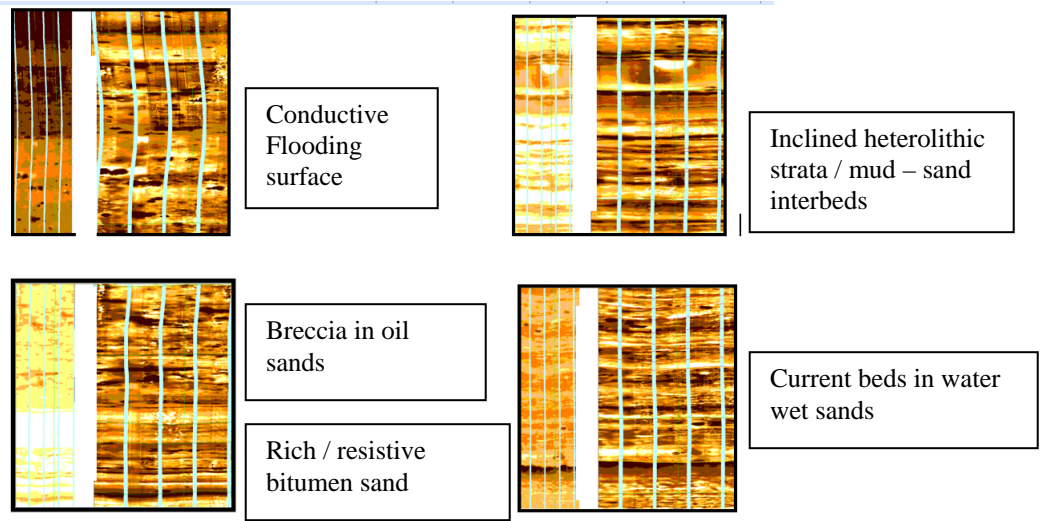 Conductive
Flooding
surface
Inclined heterolithic
strata / mud – sand
interbeds
Breccia in oil
sands
Rich / resistive
bitumen sand
Current beds in water
wet sands